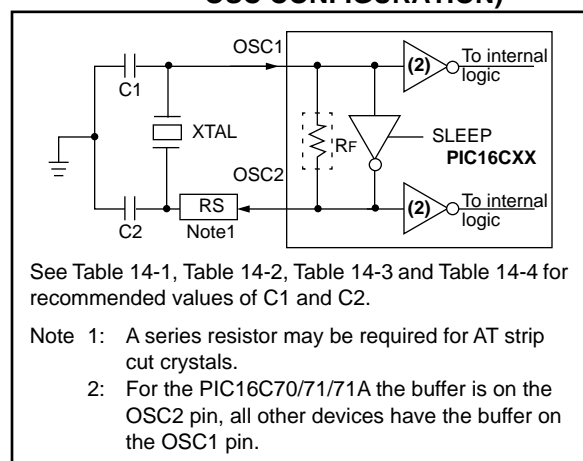 OSC CONFIGURATION)
OSC1
To internal
logic
(2)
C1
XTAL
RF
SLEEP
PIC16CXX
OSC2
RS
C2
Note1
(2)
To internal
logic
See Table 14-1, Table 14-2, Table 14-3 and Table 14-4 for
recommended values of C1 and C2.
Note 1: A series resistor may be required for AT strip
cut crystals.
2: For the PIC16C70/71/71A the buffer is on the
OSC2 pin, all other devices have the buffer on
the OSC1 pin.